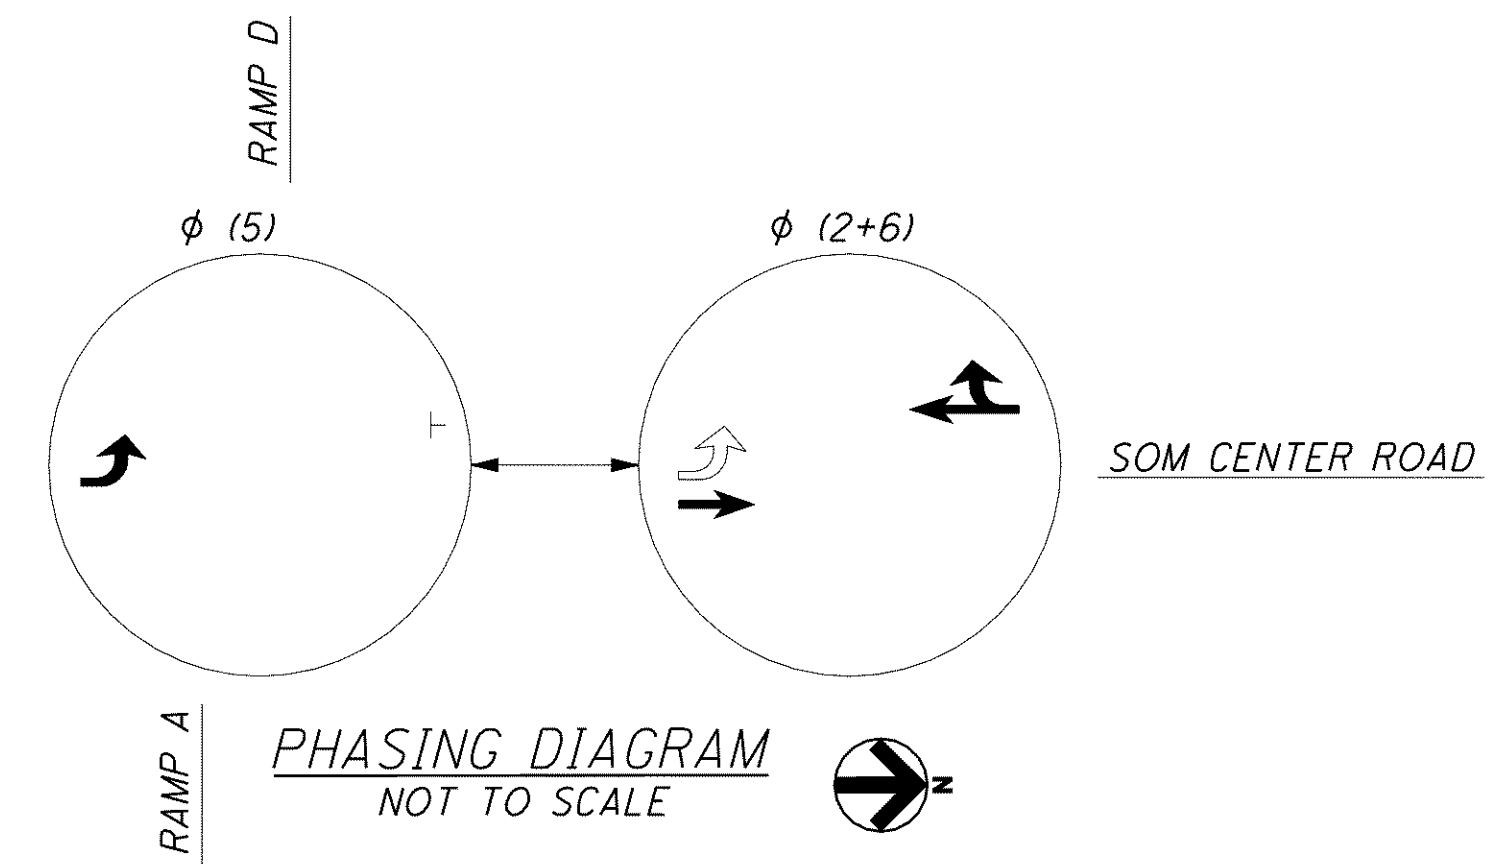 RAMP D
ϕ (5)
ϕ (2+6)
SOM CENTER ROAD
RAMP A
PHASING DIAGRAM
NOT TO SCALE
N